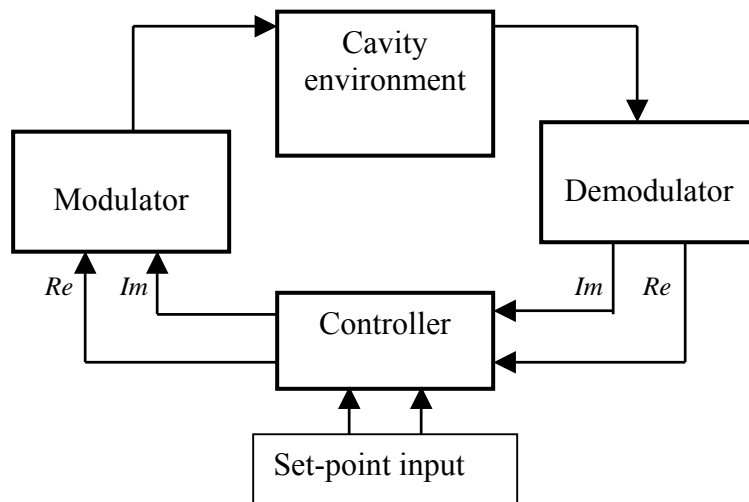 Cavity
environment
Modulator
Demodulator
Re
Im
Im
Re
Controller
Set-point input